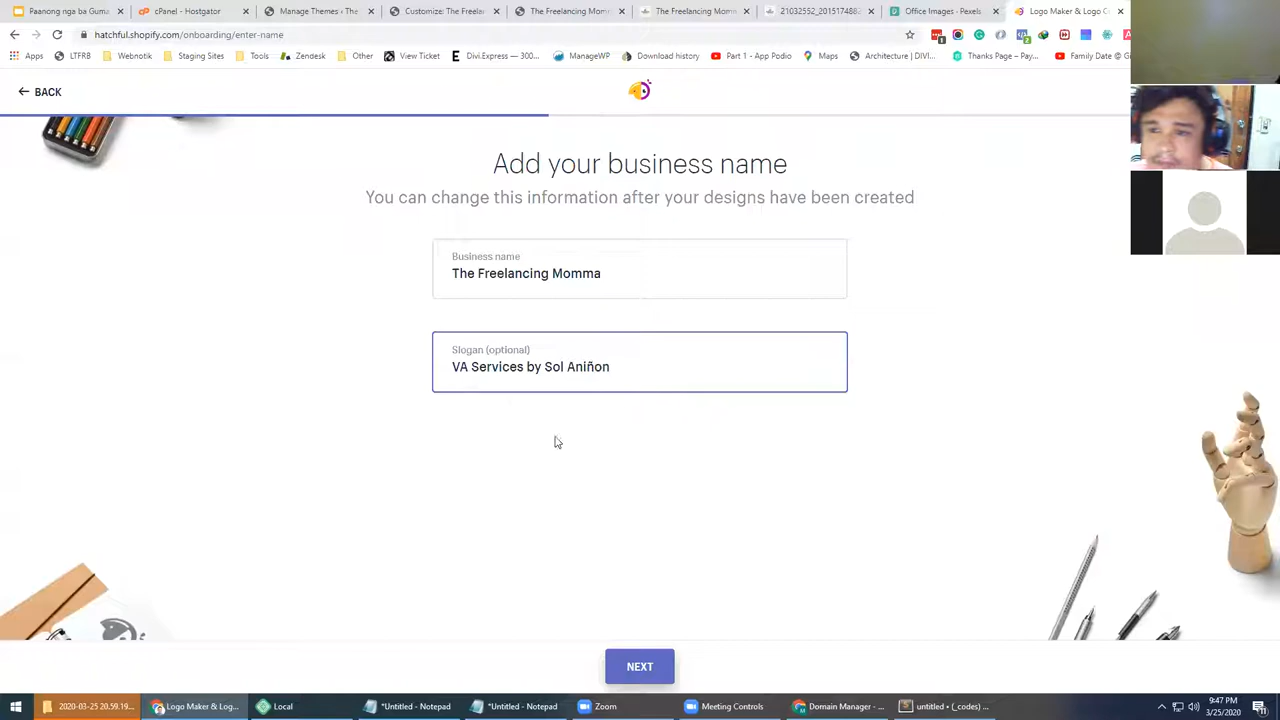 Paanong nga ba Guma
cPanel - Hostgator
Manage Themes ‹ The
Customize: The Freelan
The Freelancing Momm
The Freelancing Momm
21032552_201517488
Office Images · Pexels
Logo Maker & Logo C
hatchful.shopify.com/onboarding/enter-name
Apps
LTFRB
Webnotik
Staging Sites
Tools
Zendesk
Other
View Ticket
Divi.Express — 300...
ManageWP
Download history
Part 1 - App Podio
Maps
Architecture | DIVI...
Thanks Page – Pay...
Family Date @ G
BACK
Add your business name
You can change this information after your designs have been created
Business name
The Freelancing Momma
Slogan (optional)
VA Services by Sol Aniñon
NEXT
2020-03-25 20.59.19...
Logo Maker & Log...
Local
*Untitled - Notepad
*Untitled - Notepad
Zoom
Meeting Controls
Domain Manager - ...
untitled • (_codes) ...
9:47 PM
3/25/2020